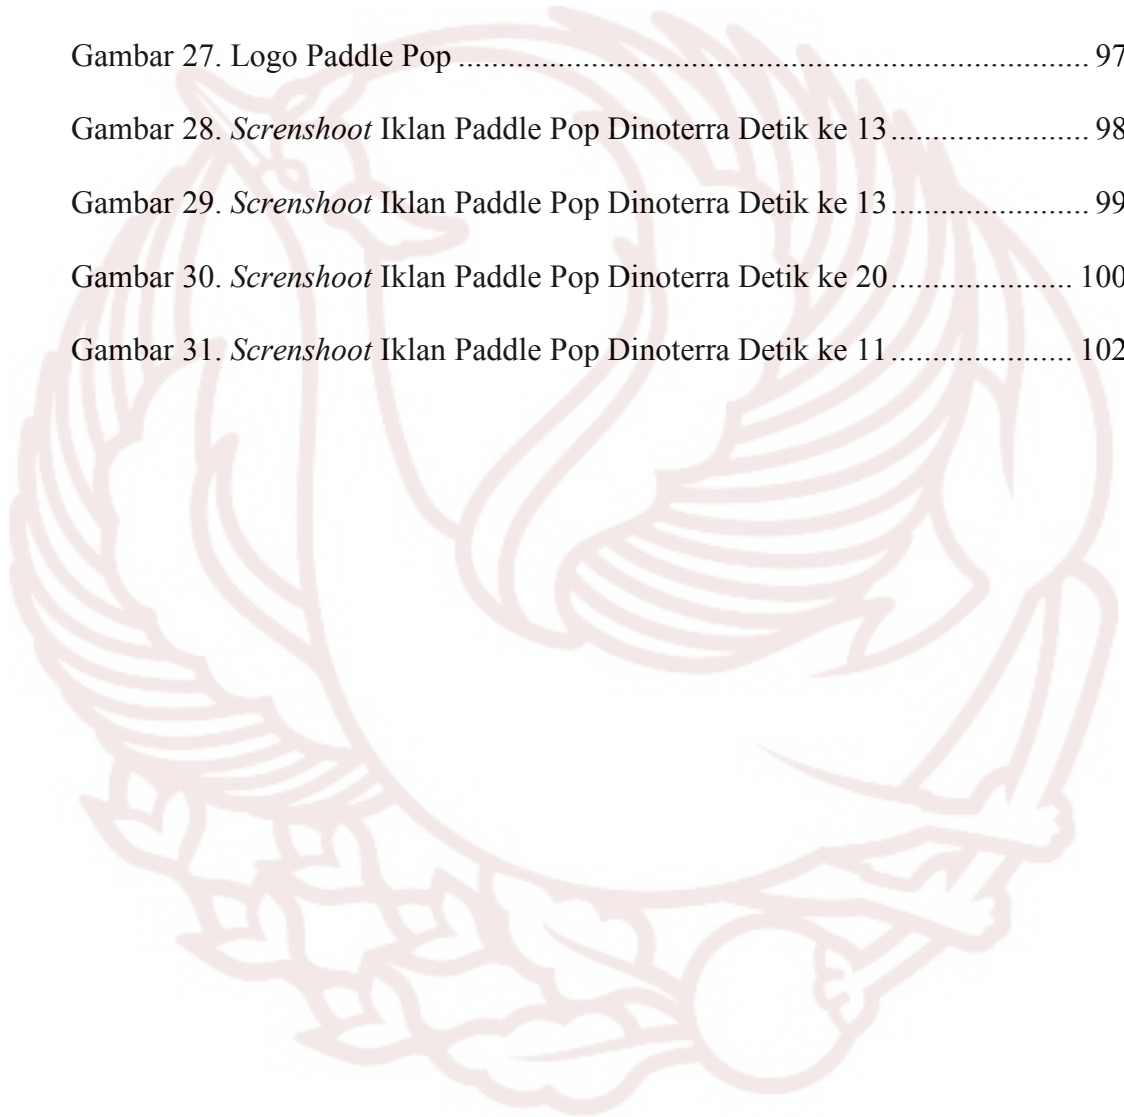 Gambar 27. Logo Paddle Pop ................................................................................ 97
Gambar 28. Screnshoot Iklan Paddle Pop Dinoterra Detik ke 13 ......................... 98
Gambar 29. Screnshoot Iklan Paddle Pop Dinoterra Detik ke 13 ......................... 99
Gambar 30. Screnshoot Iklan Paddle Pop Dinoterra Detik ke 20 ....................... 100
Gambar 31. Screnshoot Iklan Paddle Pop Dinoterra Detik ke 11 ....................... 102